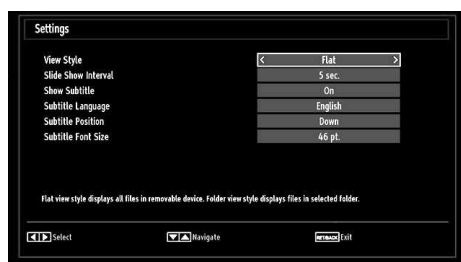 Settings
View Style < Flat >
Slide Show Interval 5 sec.
Show Subtitle On
Subtitle Language English
Subtitle Position Down
Subtitle Font Size 46 pt.
Flat view style displays all files in removable device. Folder view style displays files in selected folder.
Select Navigate RET/BACK Exit